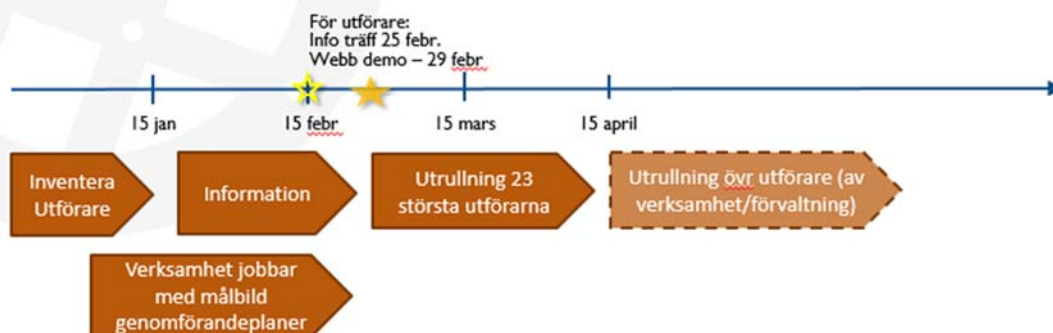 För utförare:
Info träff 25 febr.
Webb demo – 29 febr
15 jan
15 febr
15 mars
15 april
Inventera
Utförare
Information
Utrullning 23
största utförarna
Utrullning övr utförare (av
verksamhet/förvaltning)
Verksamhet jobbar
med målbild
genomförandeplaner